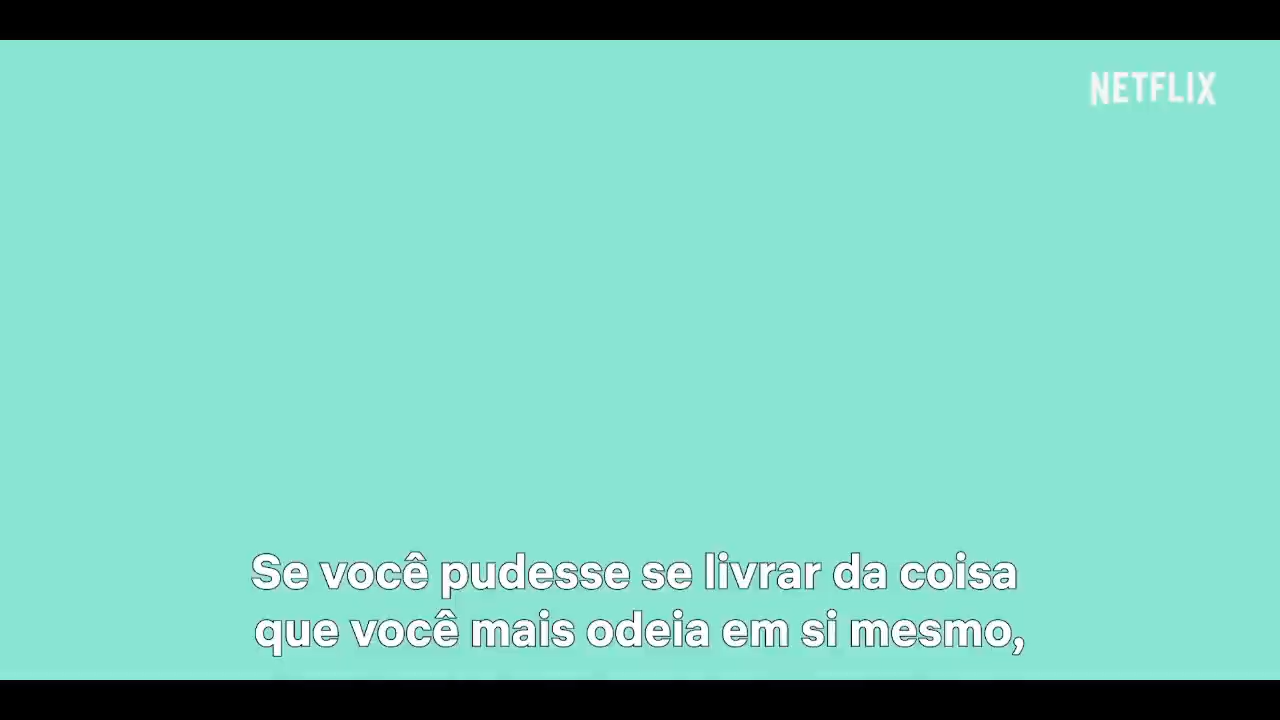 NETFLIX
Se você pudesse se livrar da coisa
que você mais odeia em si mesmo,